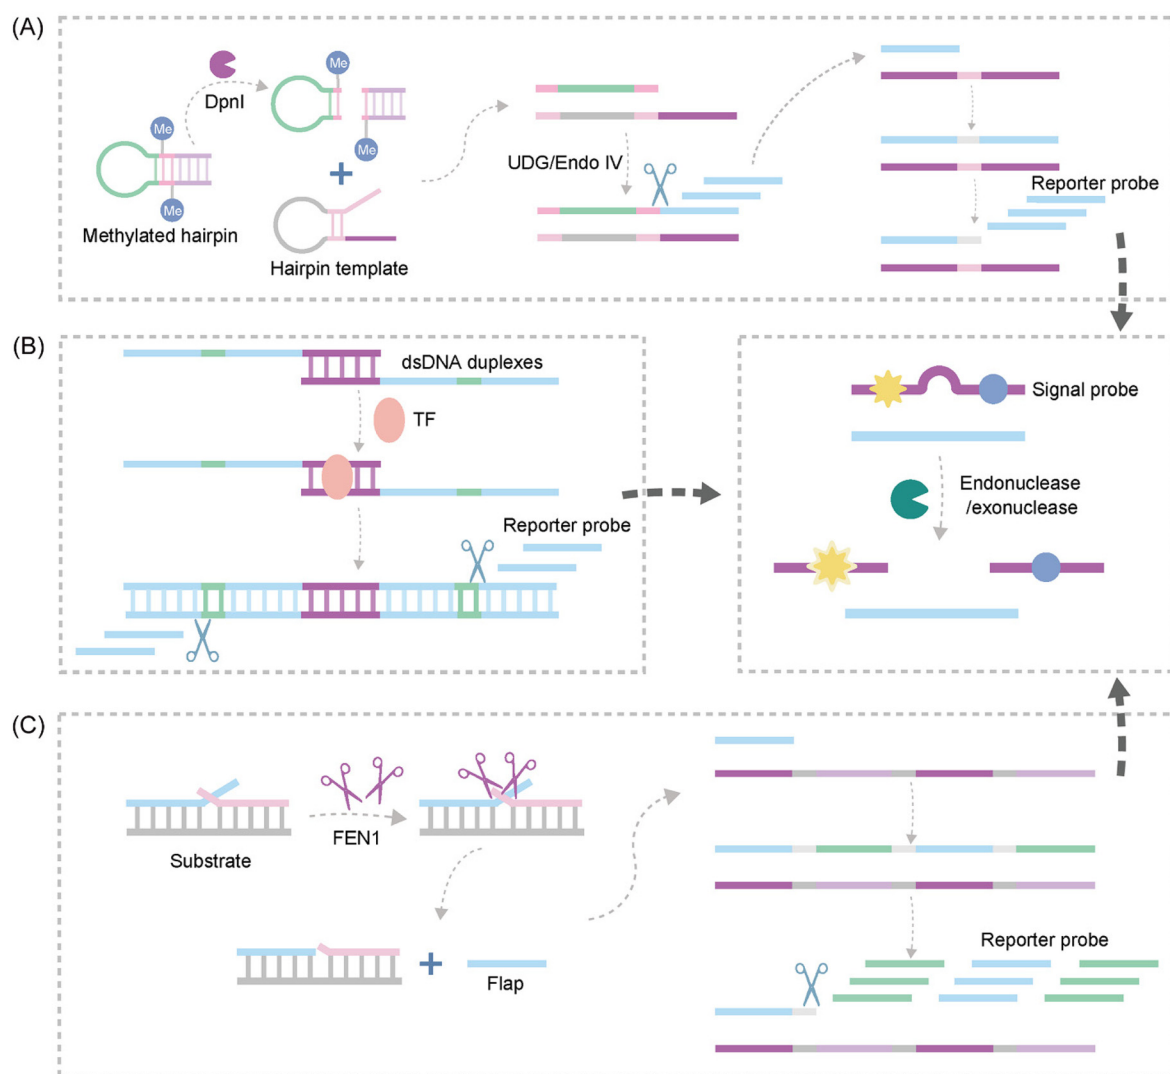 (A)
Me
DpnI
Me
Me
Me
Methylated hairpin
Hairpin template
UDG/Endo IV
Reporter probe
(B)
dsDNA duplexes
TF
Reporter probe
Signal probe
Endonuclease
/exonuclease
(C)
Substrate
FEN1
Flap
Reporter probe